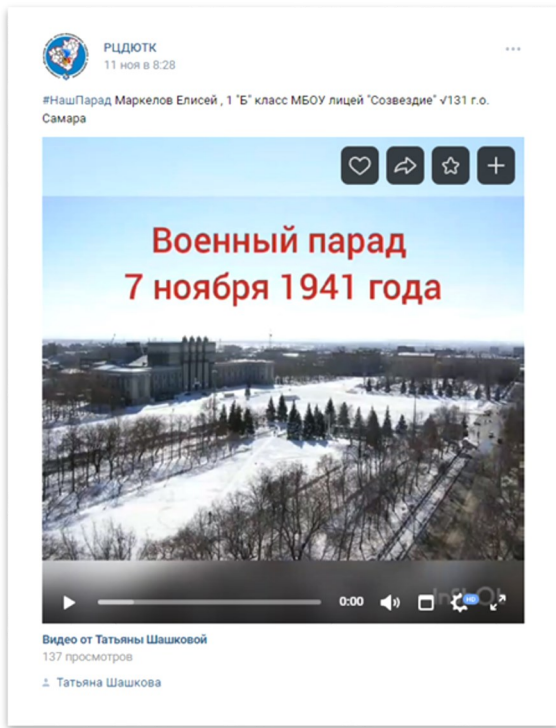 РЦДЮТК
11 ноя в 8:28
#НашПарад Маркелов Елисей , 1 "Б" класс МБОУ лицей "Созвездие" √131 г.о.
Самара
Военный парад
7 ноября 1941 года
0:00
HD
Видео от Татьяны Шашковой
137 просмотров
Татьяна Шашкова